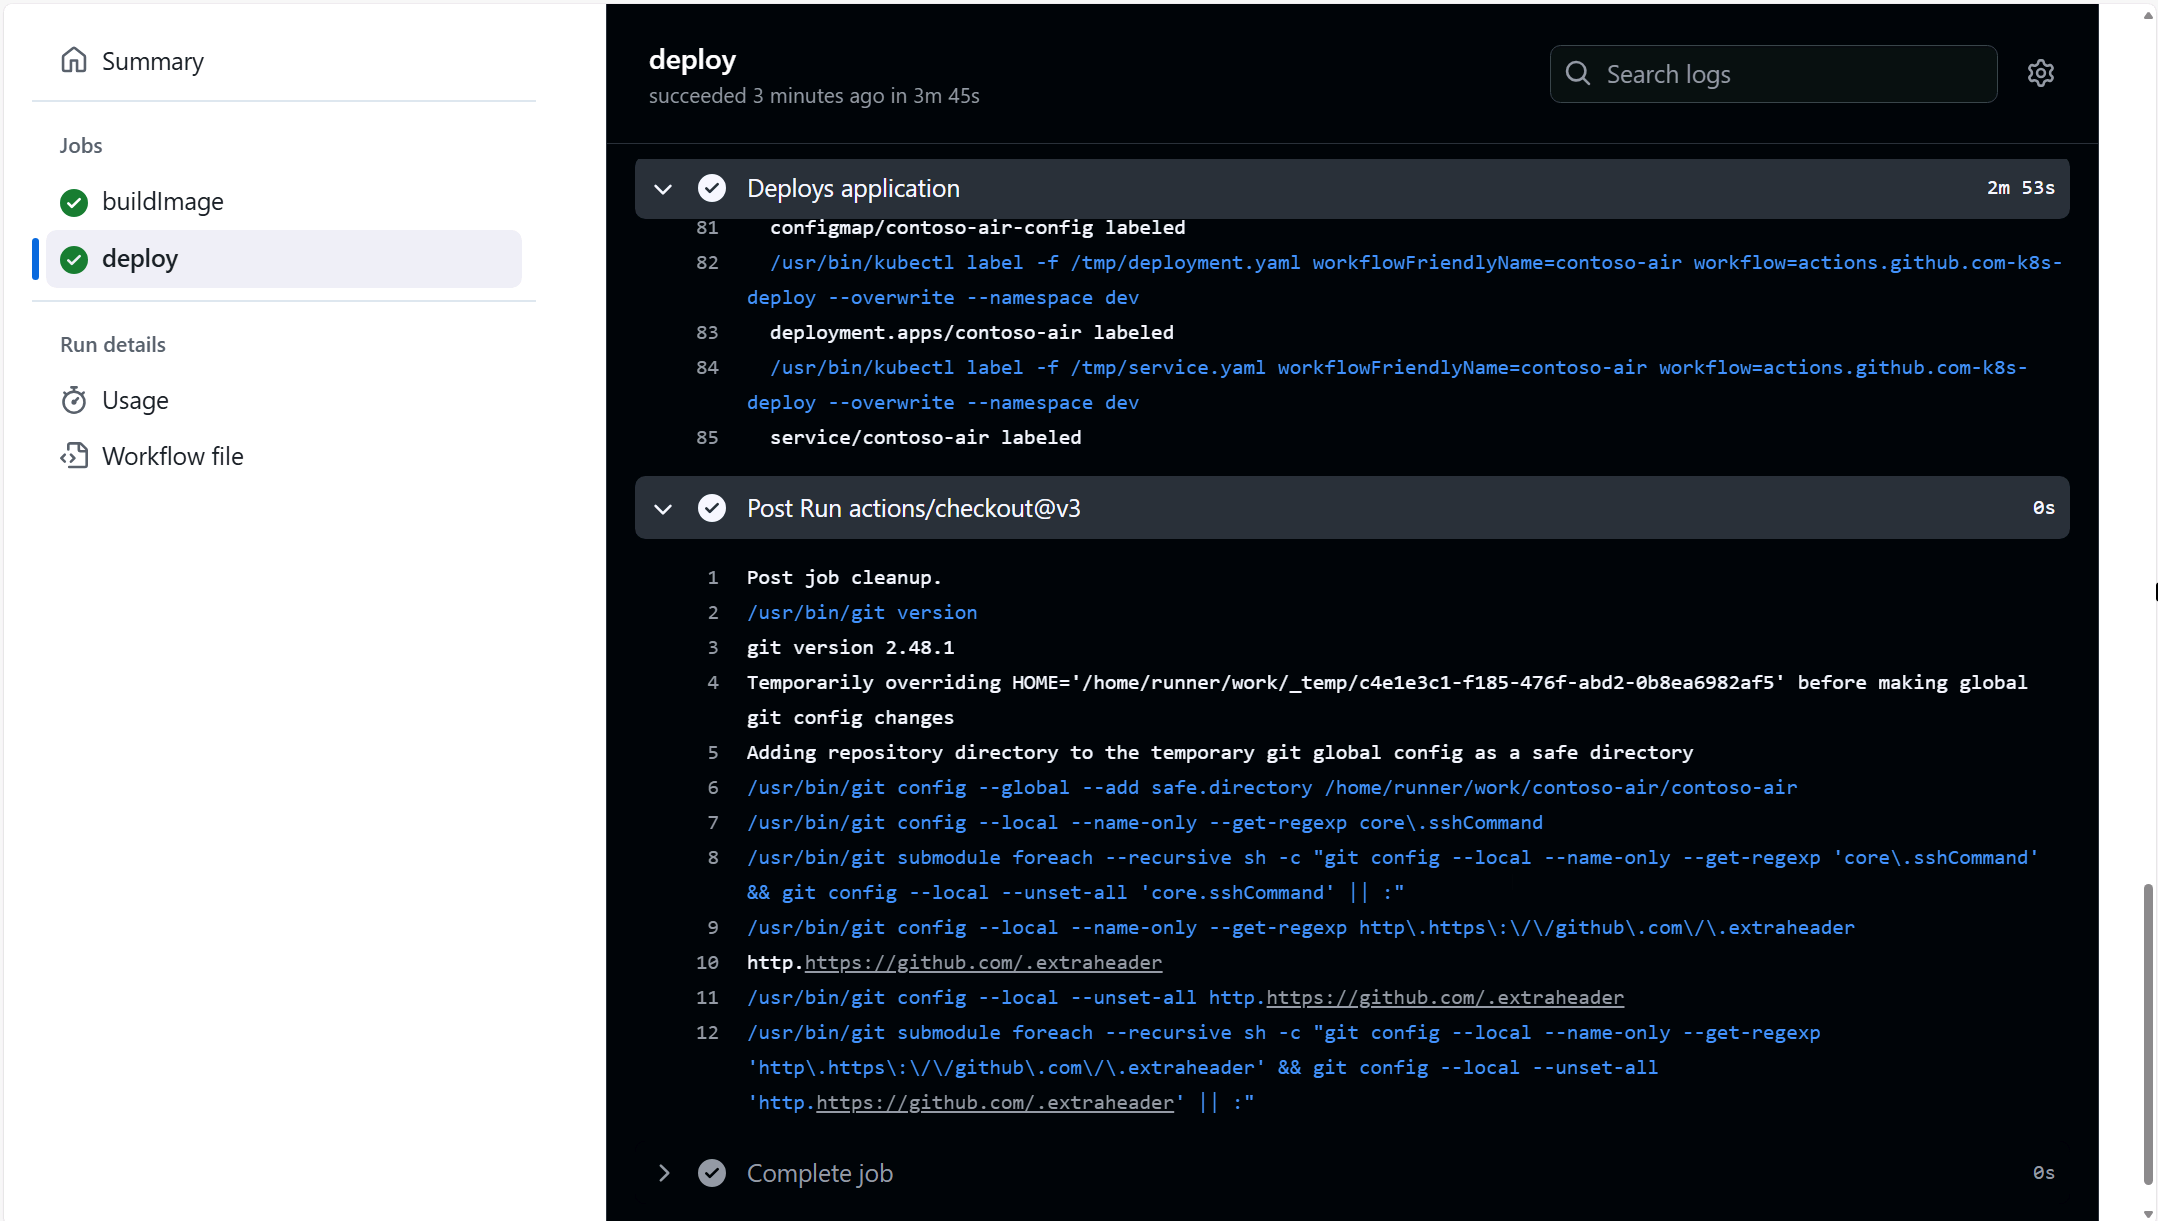 Summary
Jobs
buildImage
deploy
Run details
Usage
Workflow file
deploy
succeeded 3 minutes ago in 3m 45s
Search logs
Deploys application 2m 53s
81 configmap/contoso-air-config labeled
82 /usr/bin/kubectl label -f /tmp/deployment.yaml workflowFriendlyName=contoso-air workflow=actions.github.com-k8s-
deploy --overwrite --namespace dev
83 deployment.apps/contoso-air labeled
84 /usr/bin/kubectl label -f /tmp/service.yaml workflowFriendlyName=contoso-air workflow=actions.github.com-k8s-
deploy --overwrite --namespace dev
85 service/contoso-air labeled
Post Run actions/checkout@v3 0s
1 Post job cleanup.
2 /usr/bin/git version
3 git version 2.48.1
4 Temporarily overriding HOME='/home/runner/work/_temp/c4e1e3c1-f185-476f-abd2-0b8ea6982af5' before making global
git config changes
5 Adding repository directory to the temporary git global config as a safe directory
6 /usr/bin/git config --global --add safe.directory /home/runner/work/contoso-air/contoso-air
7 /usr/bin/git config --local --name-only --get-regexp core\.sshCommand
8 /usr/bin/git submodule foreach --recursive sh -c "git config --local --name-only --get-regexp 'core\.sshCommand'
&& git config --local --unset-all 'core.sshCommand' || :"
9 /usr/bin/git config --local --name-only --get-regexp http\.https\:\/\/github\.com\/\.extraheader
10 http.https://github.com/.extraheader
11 /usr/bin/git config --local --unset-all http.https://github.com/.extraheader
12 /usr/bin/git submodule foreach --recursive sh -c "git config --local --name-only --get-regexp
'http\.https\:\/\/github\.com\/\.extraheader' && git config --local --unset-all
'http.https://github.com/.extraheader' || :"
Complete job 0s